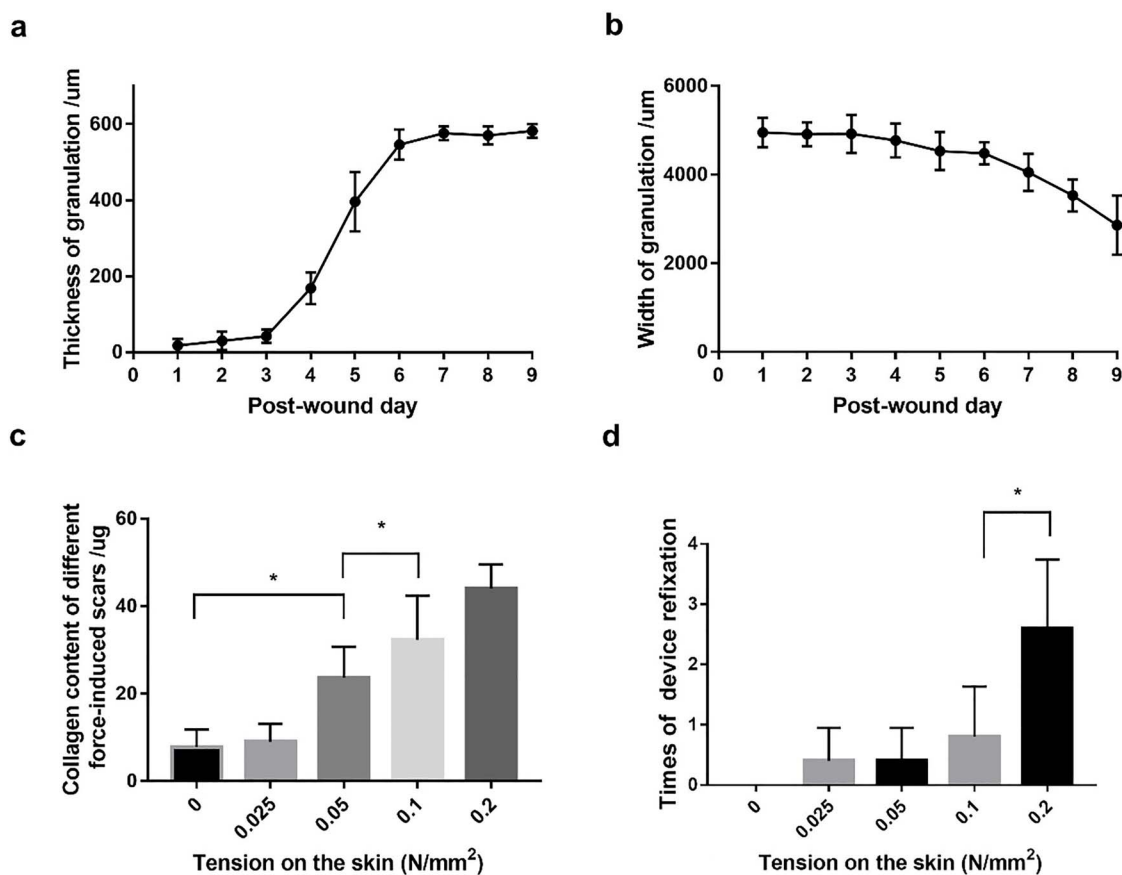 a
Thickness of granulation /um
600
400
200
0
0 1 2 3 4 5 6 7 8 9
Post-wound day
b
Width of granulation /um
6000
4000
2000
0
0 1 2 3 4 5 6 7 8 9
Post-wound day
c
Collagen content of different
force-induced scars /ug
60
40
20
0
*
*
0 0.025 0.05 0.1 0.2
Tension on the skin (N/mm²)
d
Times of device refixation
4
3
2
1
0
*
0 0.025 0.05 0.1 0.2
Tension on the skin (N/mm²)